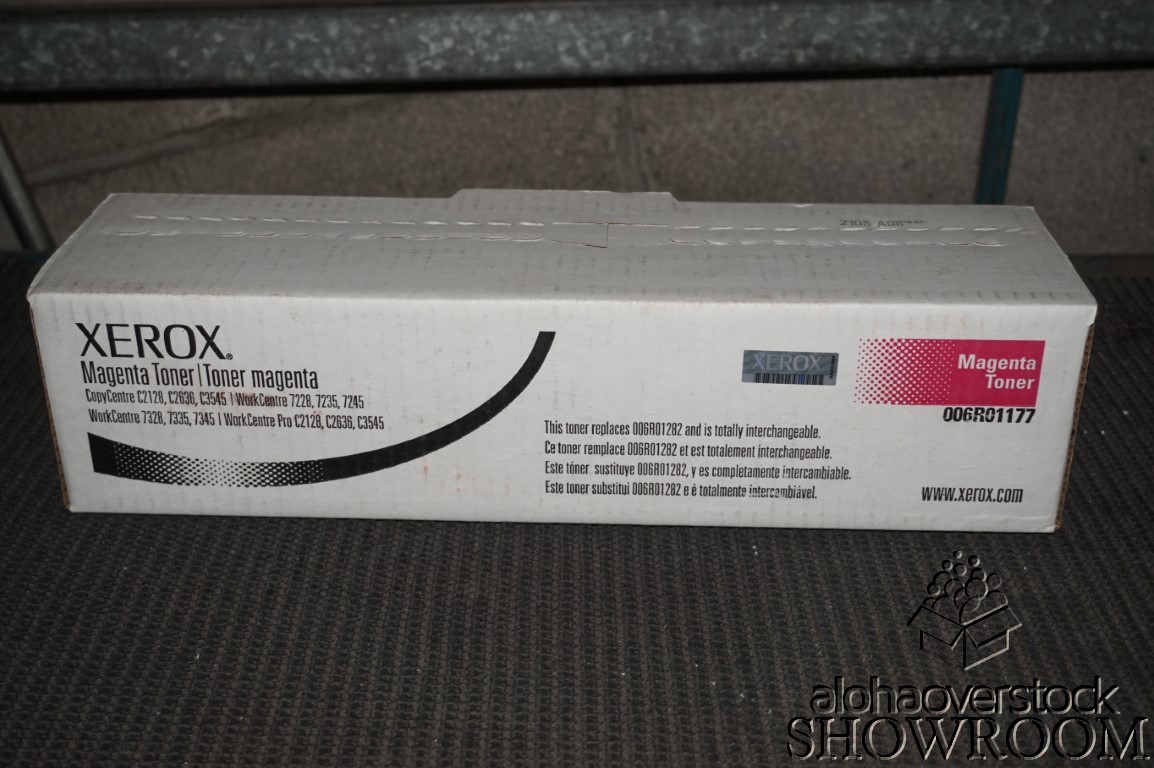 2105
XEROX®
Magenta Toner | Toner magenta
CopyCentre C2128, C2636, C3545 | WorkCentre 7228, 7235, 7245
WorkCentre 7328, 7335, 7345 | WorkCentre Pro C2128, C2636, C3545
XEROX
Magenta
Toner
006R01177
This toner replaces 006R01282 and is totally interchangeable.
Ce toner remplace 006R01282 et est totalement interchangeable.
Este tóner sustituye 006R01282, y es completamente intercambiable.
Este toner substitui 006R01282 e é totalmente intercambiável.
www.xerox.com
alohaoverstock
SHOWROOM